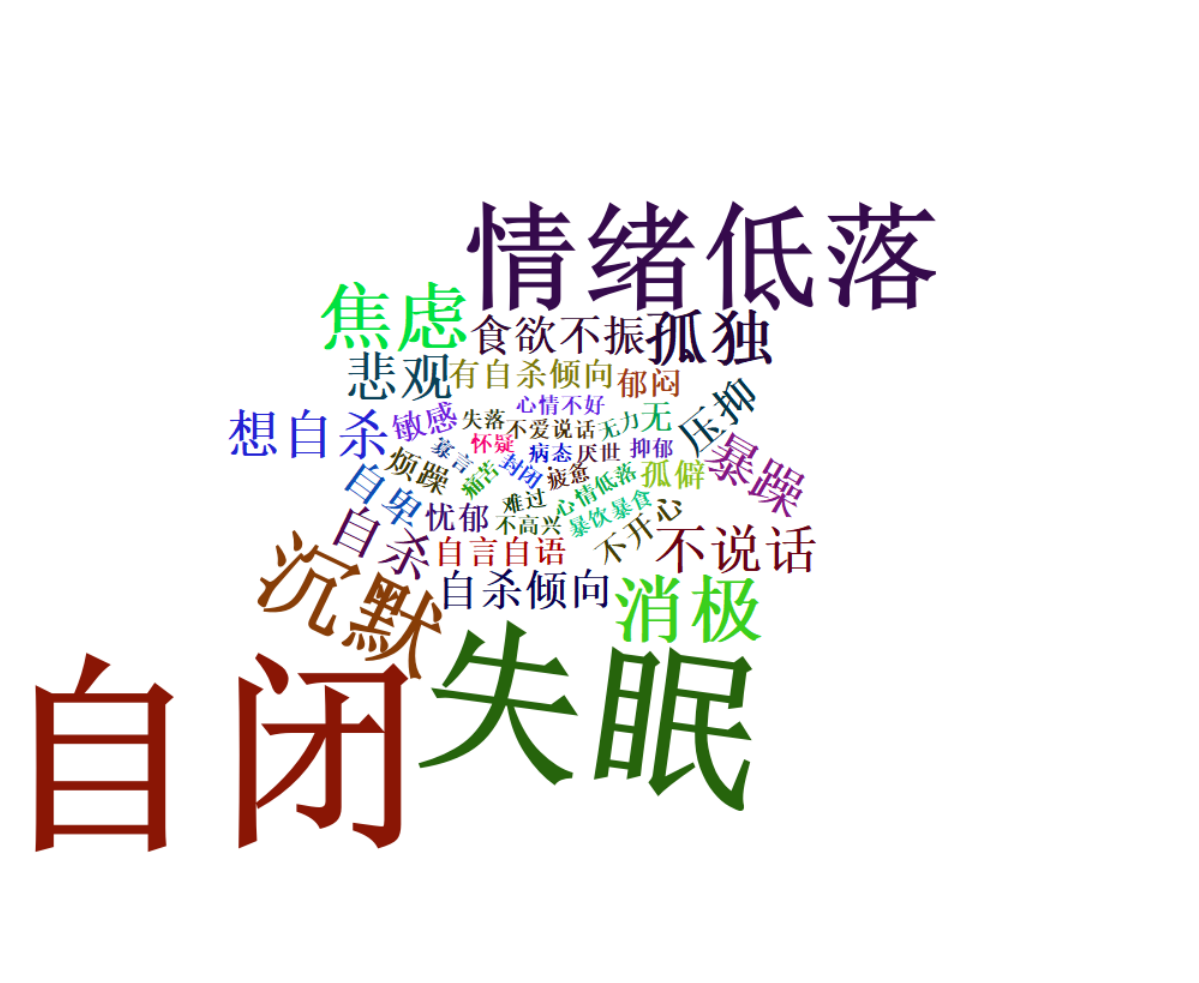 情绪低落
焦虑
食欲不振
孤独
悲观
有自杀倾向
郁闷
想自杀
敏感
失落
心情不好
不爱说话
无力
无
压抑
暴躁
烦躁
寡言
怀疑
病态
厌世
抑郁
自卑
痛苦
封闭
疲惫
心情低落
孤僻
自杀
忧郁
难过
不高兴
暴饮暴食
不开心
不说话
沉默
自言自语
自杀倾向
消极
自闭
失眠